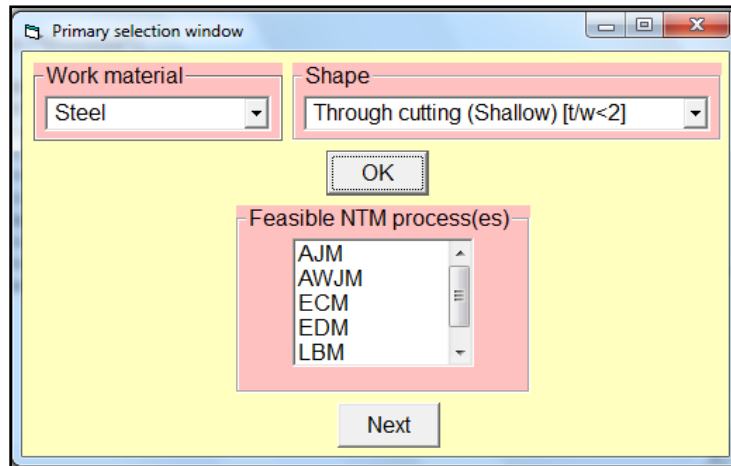 Primary selection window
Work material
Shape
Steel
Through cutting (Shallow) [t/w<2]
OK
Feasible NTM process(es)
AJM
AWJM
ECM
EDM
LBM
Next